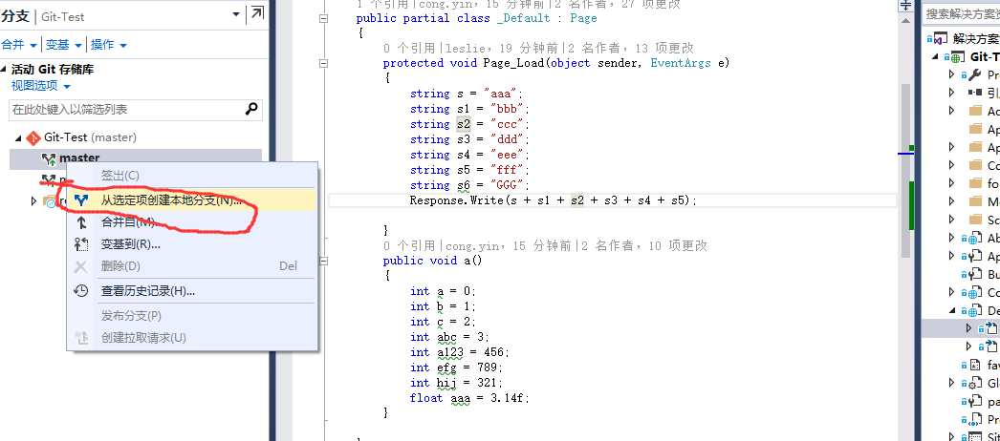 分支 | Git-Test
合并 变基 操作
活动 Git 存储库
视图选项
在此处键入以筛选列表
Git-Test (master)
master
签出(C)
从选定项创建本地分支(N)...
合并自(M)...
变基到(R)...
删除(D) Del
查看历史记录(H)...
发布分支(P)
创建拉取请求(U)
1 个引用|cong.yin，15 分钟前|2 名作者，27 项更改
public partial class _Default : Page
{
0 个引用|leslie，19 分钟前|2 名作者，13 项更改
protected void Page_Load(object sender, EventArgs e)
{
string s = "aaa";
string s1 = "bbb";
string s2 = "ccc";
string s3 = "ddd";
string s4 = "eee";
string s5 = "fff";
string s6 = "GGG";
Response.Write(s + s1 + s2 + s3 + s4 + s5);
}
0 个引用|cong.yin，15 分钟前|2 名作者，10 项更改
public void a()
{
int a = 0;
int b = 1;
int c = 2;
int abc = 3;
int a123 = 456;
int efg = 789;
int hij = 321;
float aaa = 3.14f;
}
搜索解决方案资
解决方案'
Git-T
Pr
引
Ac
Ap
Ap
Co
fo
M
Sc
Ab
Ap
Bu
Co
De
fav
Glo
pa
Pr
Sit